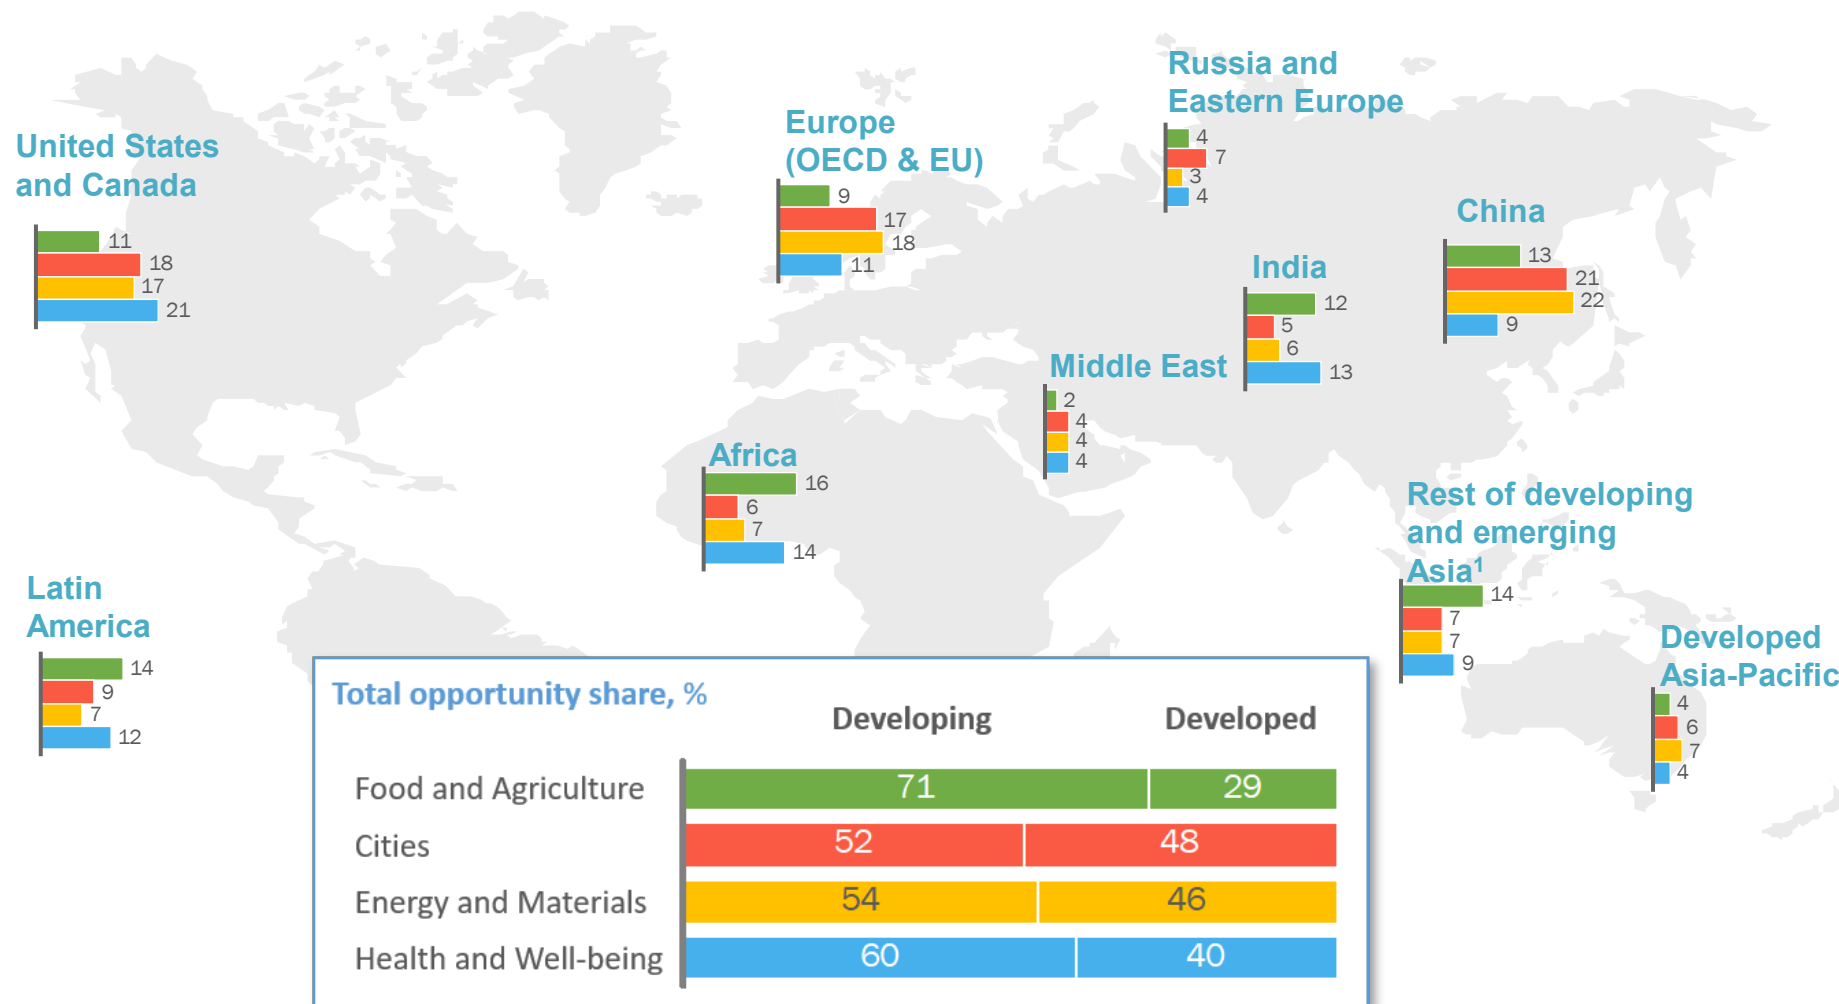 United States
and Canada
11
18
17
21
Europe
(OECD & EU)
9
17
18
11
Russia and
Eastern Europe
4
7
3
4
China
13
21
22
9
India
12
5
6
13
Middle East
2
4
4
4
Africa
16
6
7
14
Rest of developing
and emerging
Asia¹
14
7
7
9
Latin
America
14
9
7
12
Developed
Asia-Pacific
4
6
7
4
Total opportunity share, %
Developing Developed
Food and Agriculture 71 29
Cities 52 48
Energy and Materials 54 46
Health and Well-being 60 40